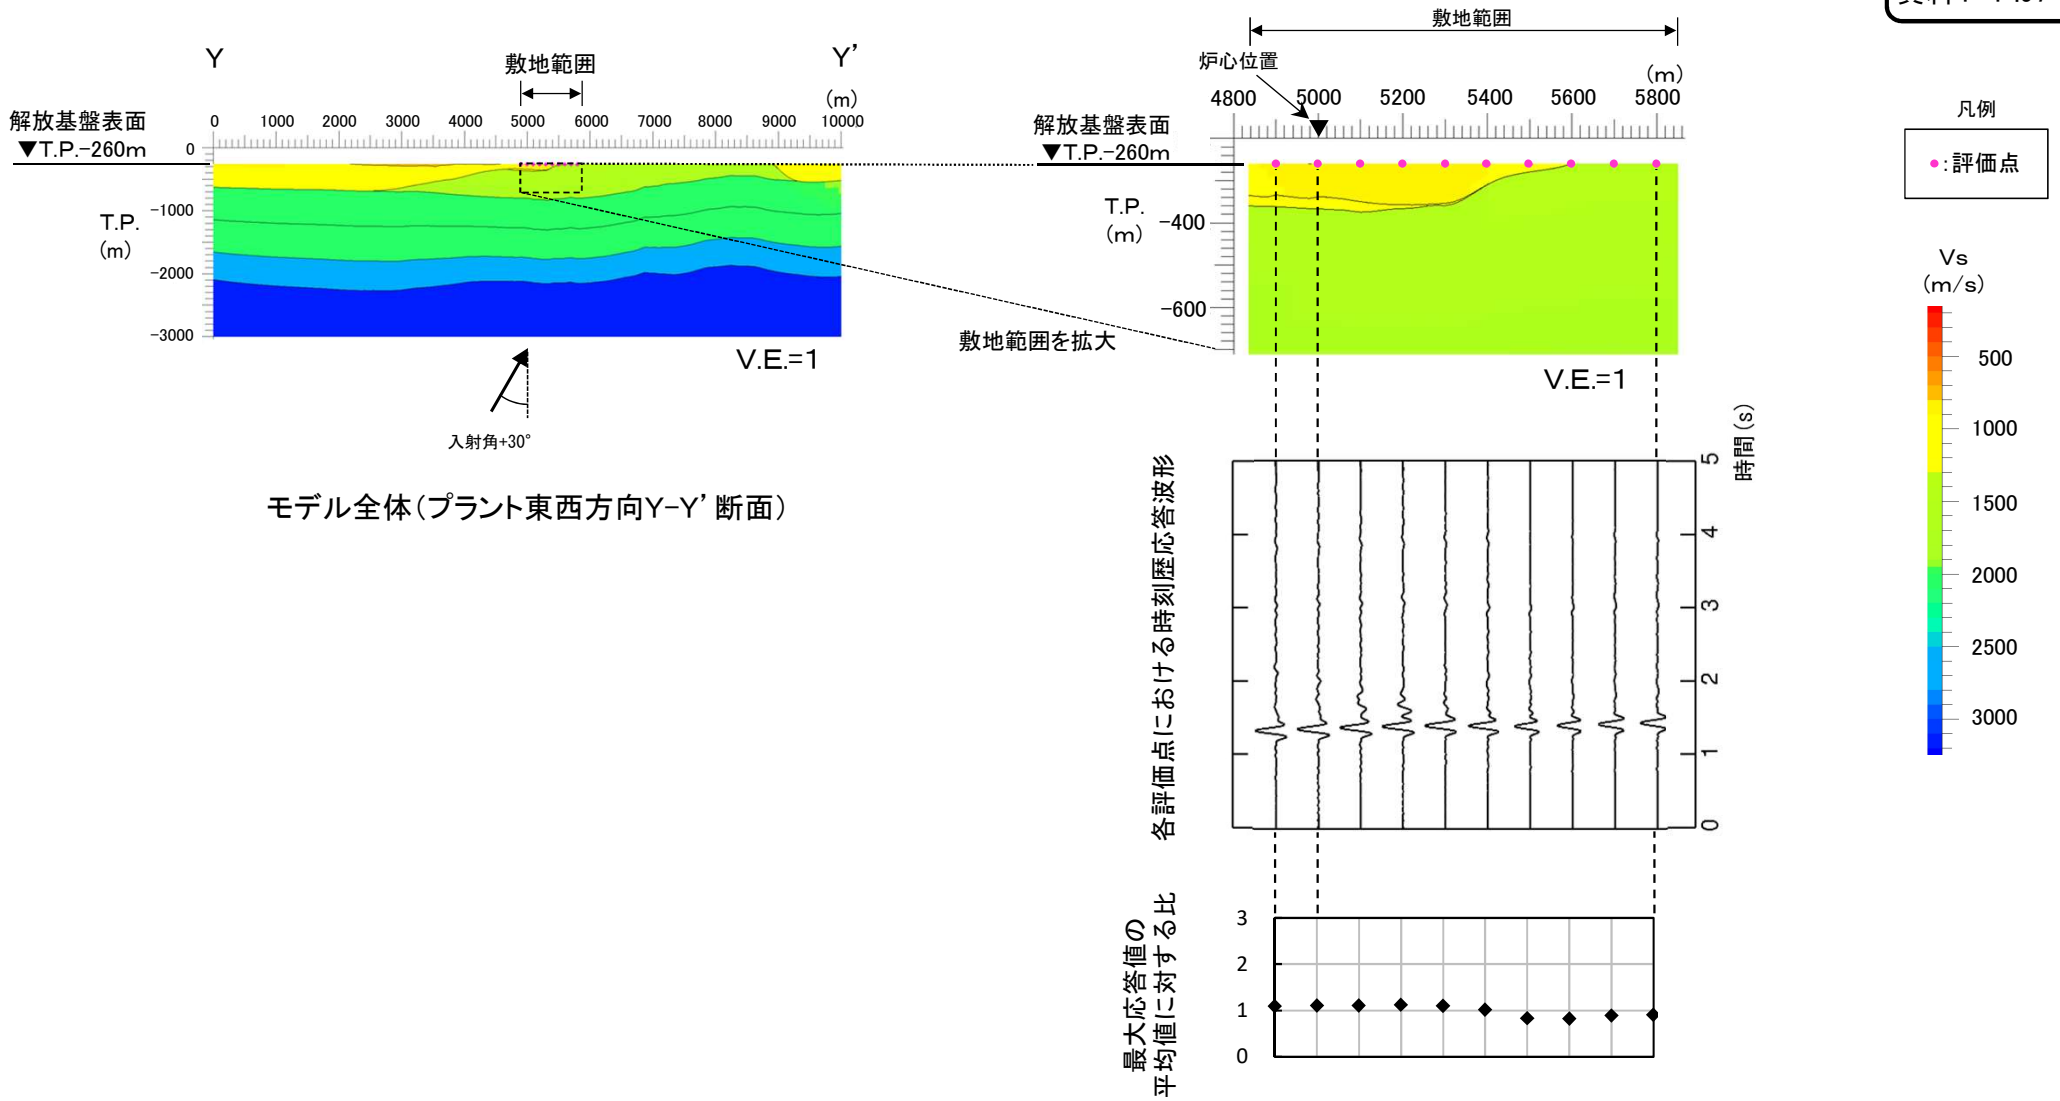 Y
敷地範囲
Y’
(m)
解放基盤表面
▼T.P.-260m
0 1000 2000 3000 4000 5000 6000 7000 8000 9000 10000
0
-1000
-2000
-3000
T.P.
(m)
V.E.=1
入射角+30°
モデル全体(プラント東西方向Y-Y’断面)
敷地範囲
炉心位置
(m)
4800 5000 5200 5400 5600 5800
解放基盤表面
▼T.P.-260m
T.P.
(m)
-400
-600
敷地範囲を拡大
V.E.=1
凡例
●:評価点
Vs
(m/s)
500
1000
1500
2000
2500
3000
各評価点における時刻歴応答波形
時間(s)
5
4
3
2
1
0
最大応答値の
平均値に対する比
3
2
1
0